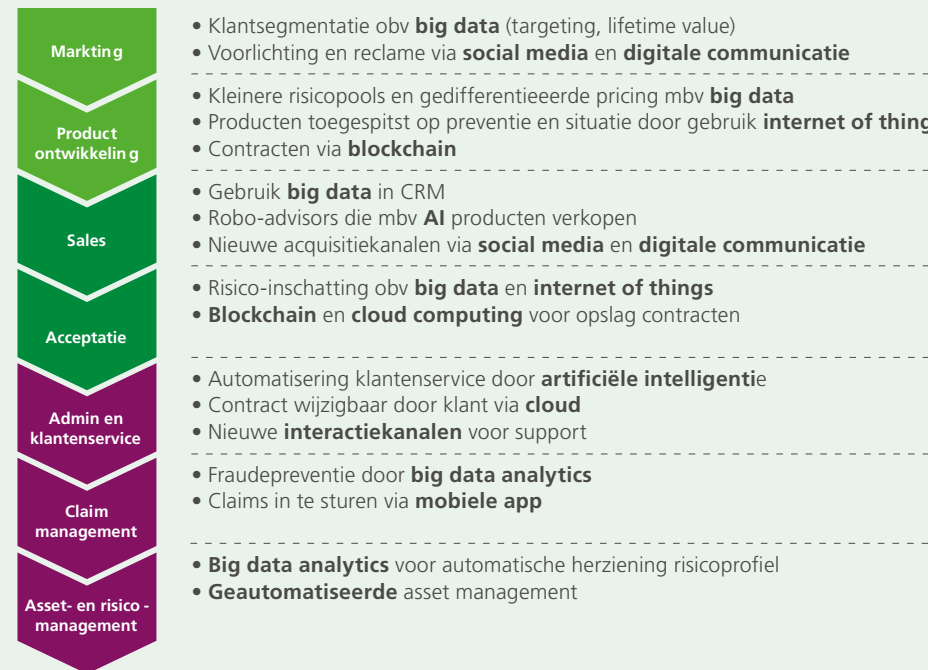 Markting
• Klantsegmentatie obv big data (targeting, lifetime value)
• Voorlichting en reclame via social media en digitale communicatie
Product
ontwikkeling
• Kleinere risicopools en gedifferentieeerde pricing mbv big data
• Producten toegespitst op preventie en situatie door gebruik internet of thing
• Contracten via blockchain
Sales
• Gebruik big data in CRM
• Robo-advisors die mbv AI producten verkopen
• Nieuwe acquisitiekanalen via social media en digitale communicatie
Acceptatie
• Risico-inschatting obv big data en internet of things
• Blockchain en cloud computing voor opslag contracten
Admin en
klantenservice
• Automatisering klantenservice door artificiële intelligentie
• Contract wijzigbaar door klant via cloud
• Nieuwe interactiekanalen voor support
Claim
management
• Fraudepreventie door big data analytics
• Claims in te sturen via mobiele app
Asset- en risico -
management
• Big data analytics voor automatische herziening risicoprofiel
• Geautomatiseerde asset management